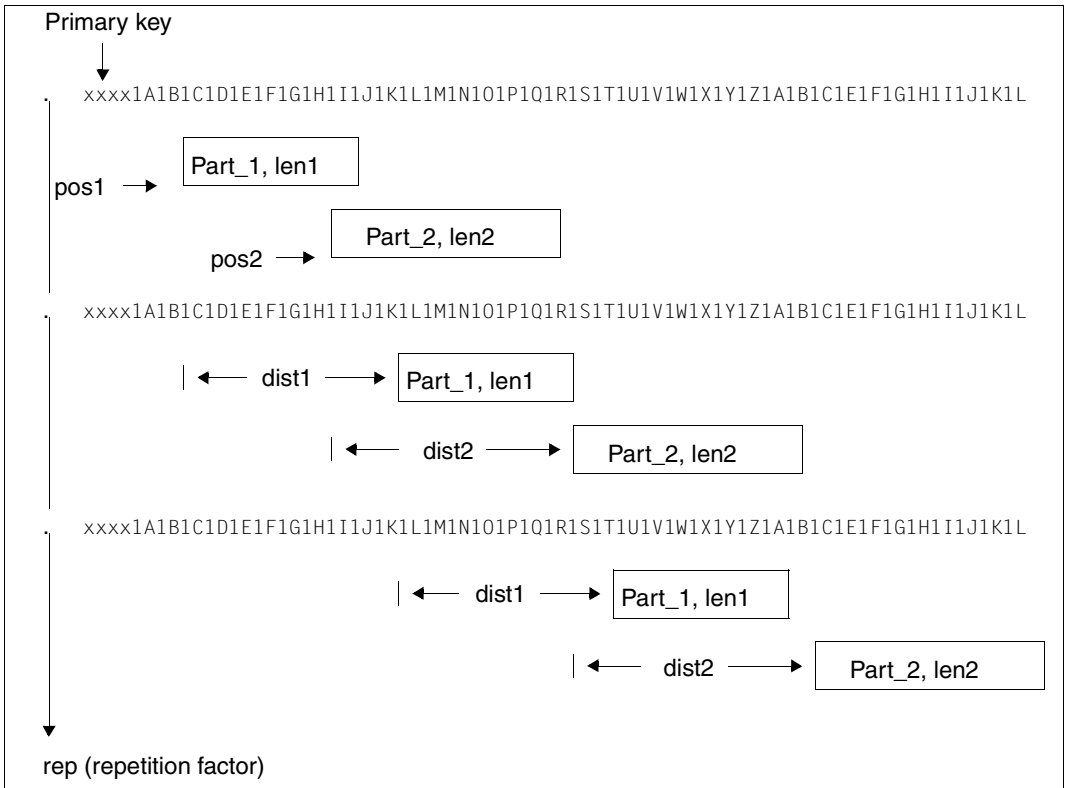 Primary key
. xxxx1A1B1C1D1E1F1G1H1I1J1K1L1M1N1O1P1Q1R1S1T1U1V1W1X1Y1Z1A1B1C1E1F1G1H1I1J1K1L
Part_1, len1
pos1
Part_2, len2
pos2
. xxxx1A1B1C1D1E1F1G1H1I1J1K1L1M1N1O1P1Q1R1S1T1U1V1W1X1Y1Z1A1B1C1E1F1G1H1I1J1K1L
dist1 Part_1, len1
dist2 Part_2, len2
. xxxx1A1B1C1D1E1F1G1H1I1J1K1L1M1N1O1P1Q1R1S1T1U1V1W1X1Y1Z1A1B1C1E1F1G1H1I1J1K1L
dist1 Part_1, len1
dist2 Part_2, len2
rep (repetition factor)